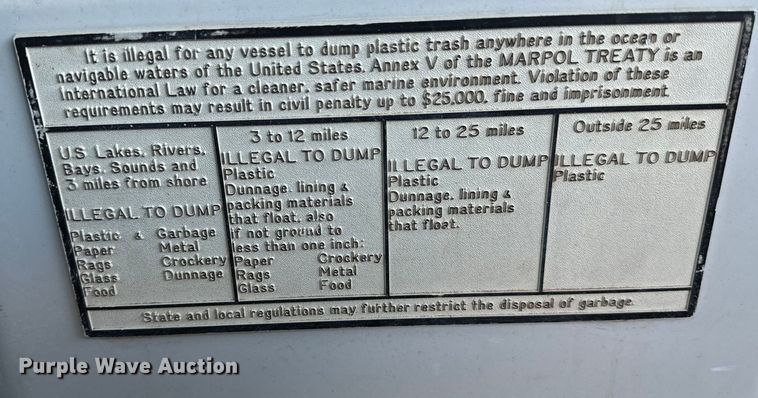 It is illegal for any vessel to dump plastic trash anywhere in the ocean or
navigable waters of the United States. Annex V of the MARPOL TREATY is an
International Law for a cleaner, safer marine environment. Violation of these
requirements may result in civil penalty up to $25,000, fine and imprisonment.
U.S Lakes, Rivers,
Bays, Sounds and
3 miles from shore
ILLEGAL TO DUMP
Plastic & Garbage
Paper Metal
Rags Crockery
Glass Dunnage
Food
3 to 12 miles
ILLEGAL TO DUMP
Plastic
Dunnage, lining &
packing materials
that float, also
if not ground to
less than one inch:
Paper Crockery
Rags Metal
Glass Food
12 to 25 miles
ILLEGAL TO DUMP
Plastic
Dunnage, lining &
packing materials
that float.
Outside 25 miles
ILLEGAL TO DUMP
Plastic
State and local regulations may further restrict the disposal of garbage.
Purple Wave Auction